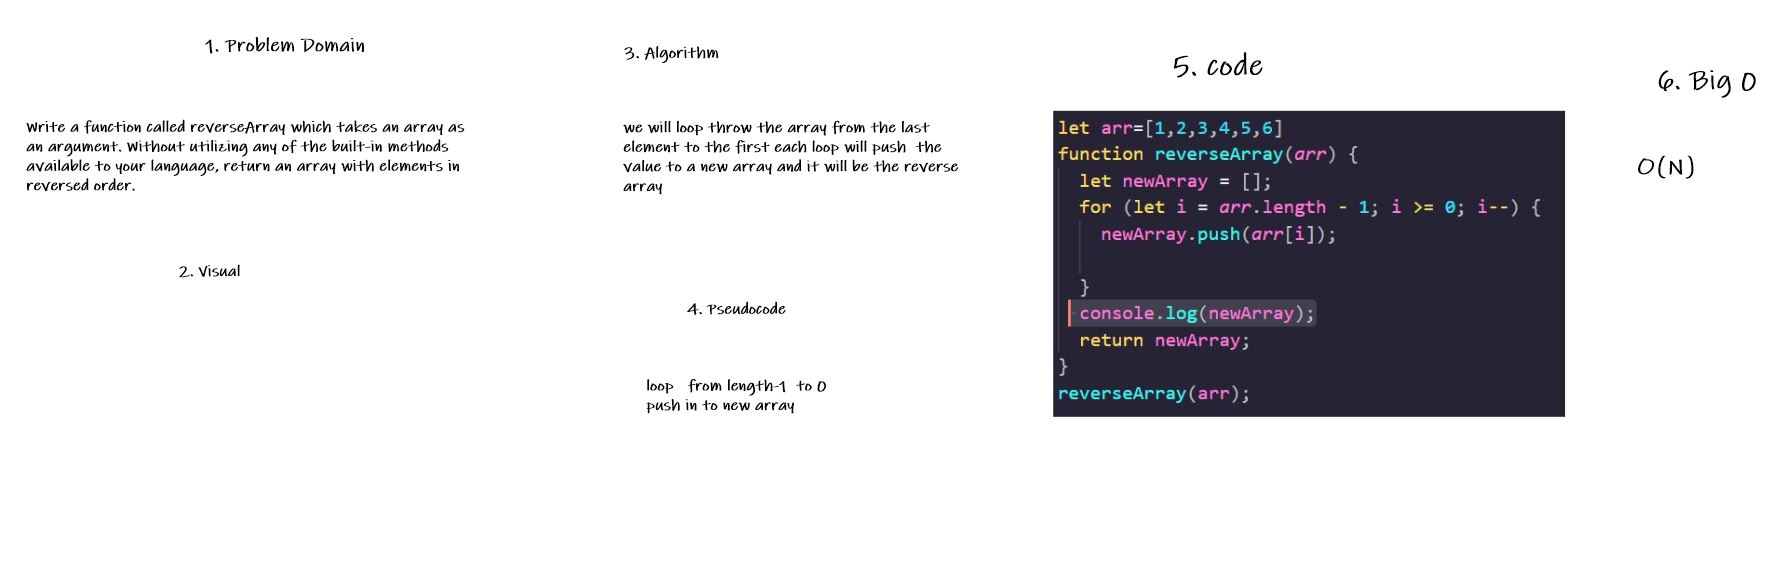 1. Problem Domain
Write a function called reverseArray which takes an array as
an argument. Without utilizing any of the built-in methods
available to your language, return an array with elements in
reversed order.
2. Visual
3. Algorithm
we will loop throw the array from the last
element to the first each loop will push the
value to a new array and it will be the reverse
array
4. Pseudocode
loop from length-1 to 0
push in to new array
5. code
let arr=[1,2,3,4,5,6]
function reverseArray(arr) {
let newArray = [];
for (let i = arr.length - 1; i >= 0; i--) {
newArray.push(arr[i]);
}
console.log(newArray);
return newArray;
}
reverseArray(arr);
6. Big O
O(N)